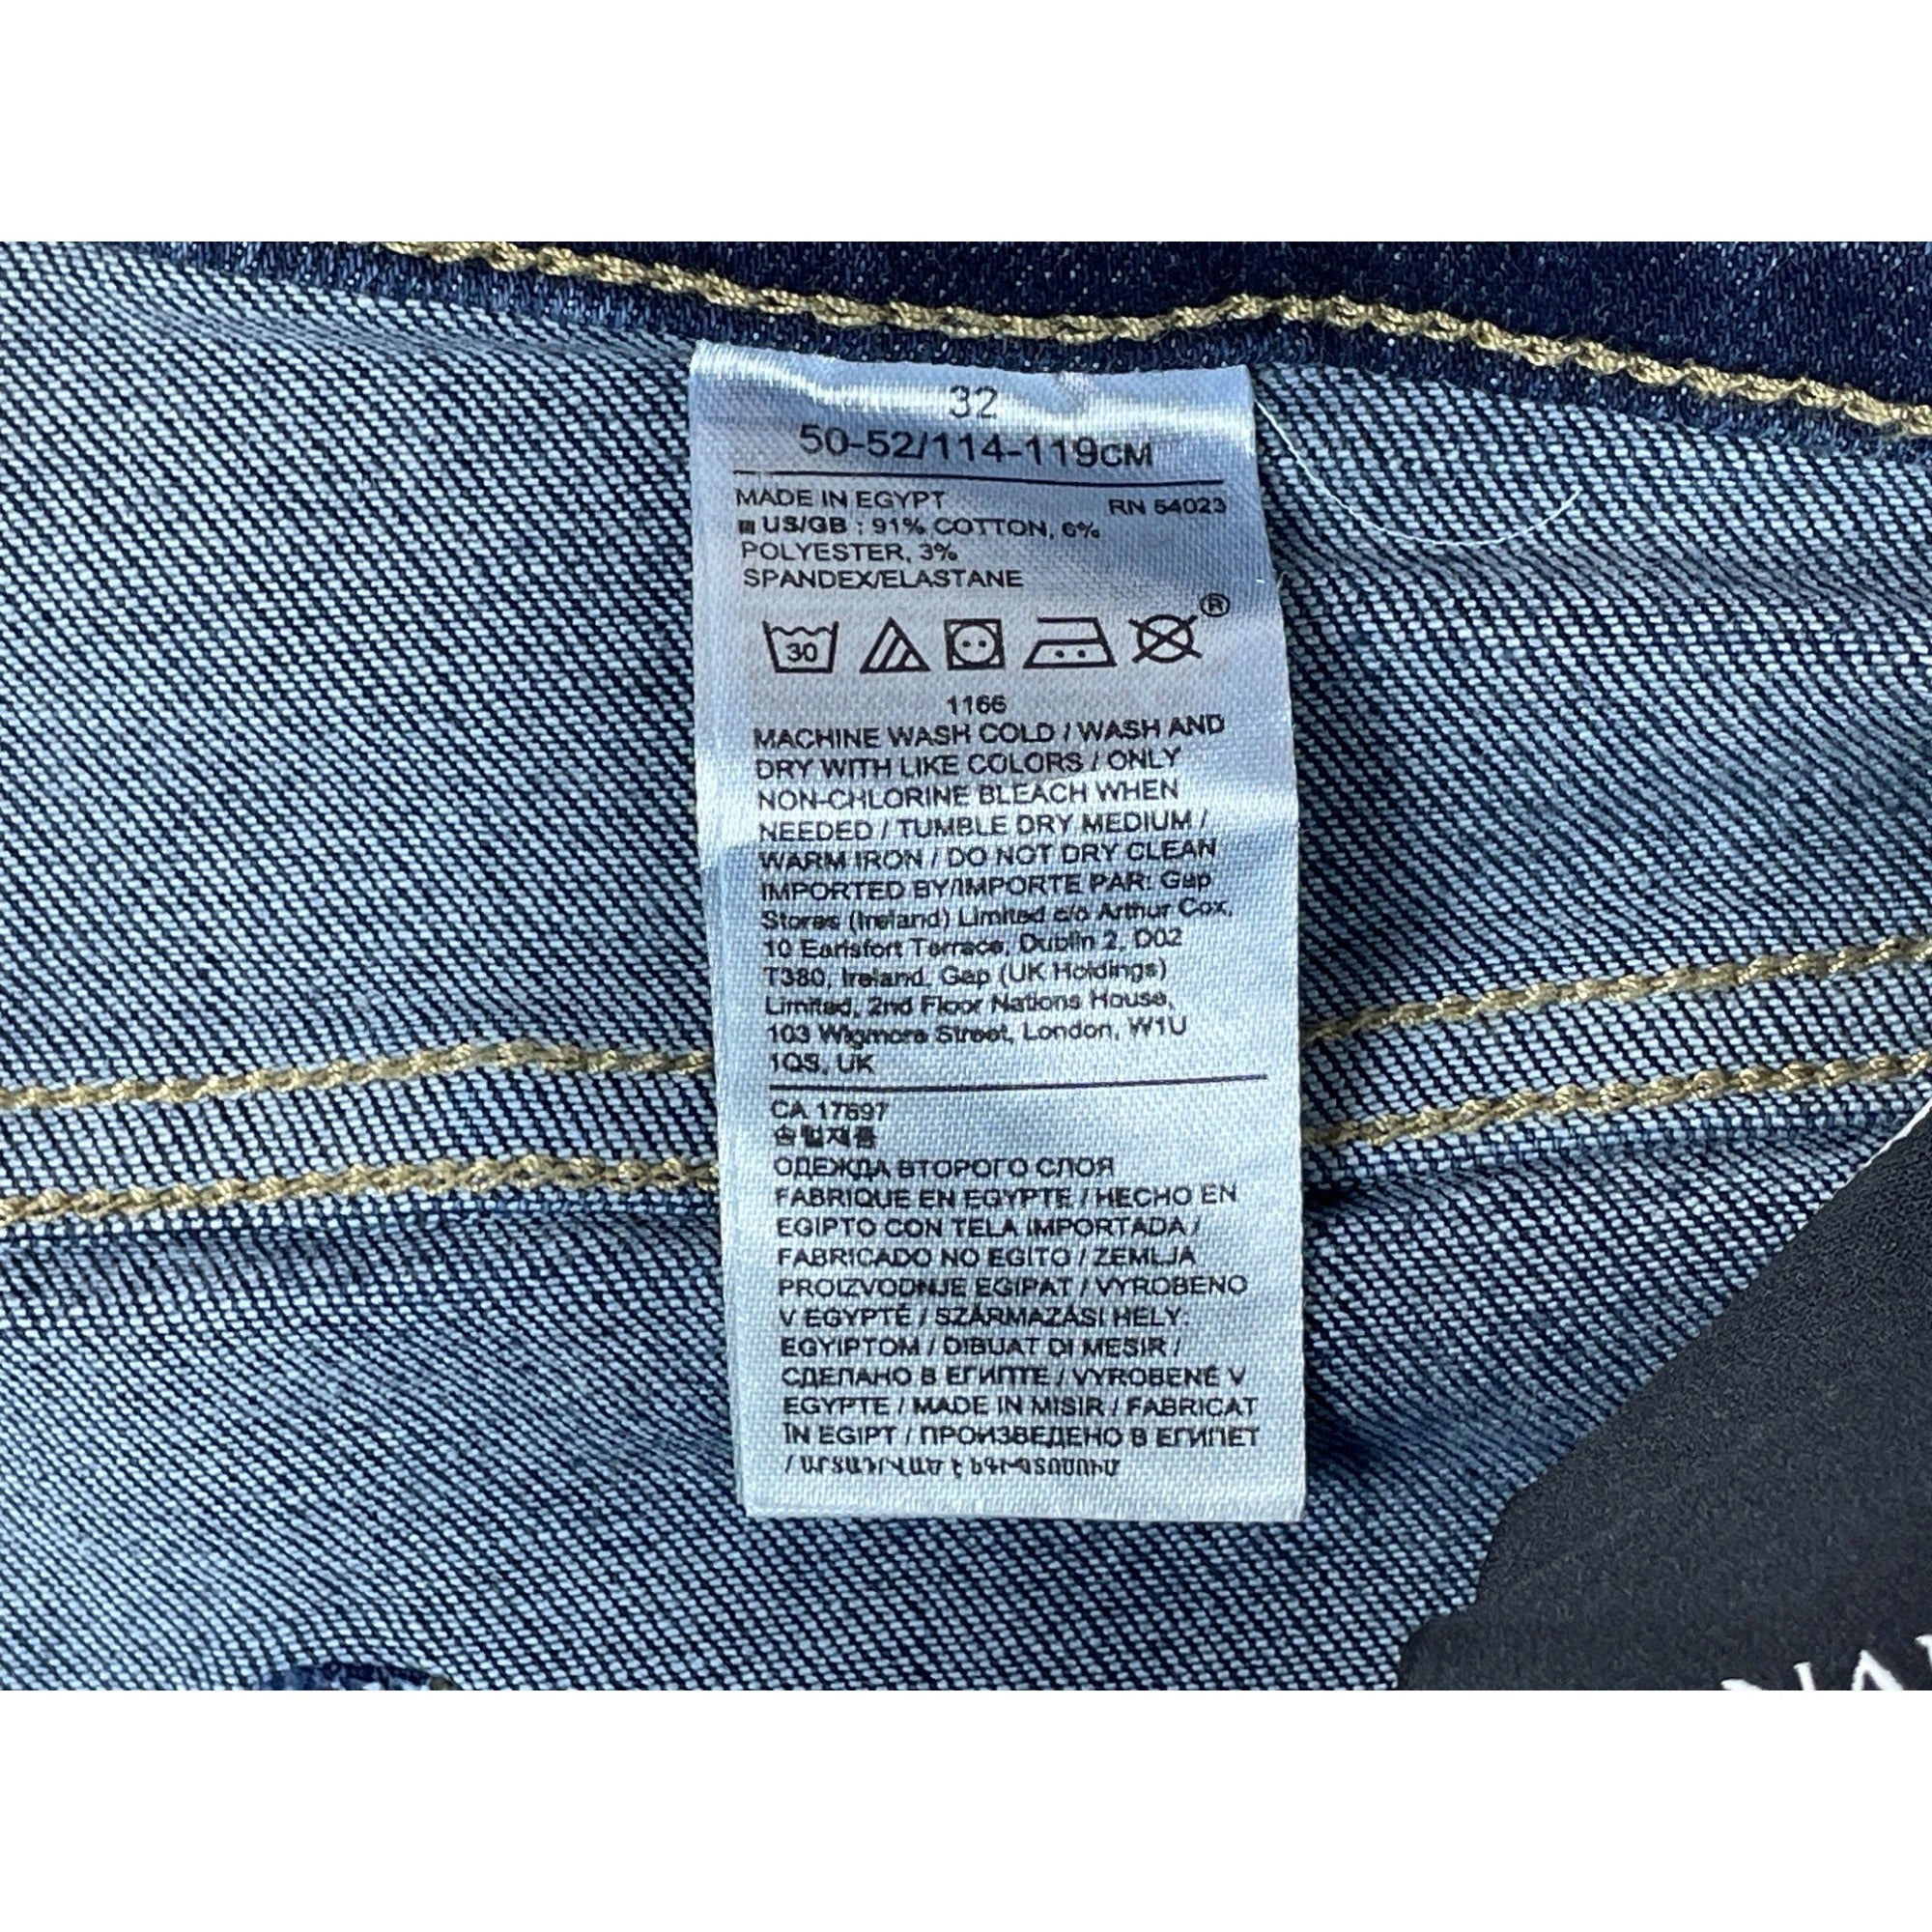 32
50-52/114-119CM
MADE IN EGYPT RN 54023
US/GB : 91% COTTON, 6%
POLYESTER, 3%
SPANDEX/ELASTANE
®
30
1166
MACHINE WASH COLD / WASH AND
DRY WITH LIKE COLORS / ONLY
NON-CHLORINE BLEACH WHEN
NEEDED / TUMBLE DRY MEDIUM /
WARM IRON / DO NOT DRY CLEAN
IMPORTED BY/IMPORTE PAR: Gap
Stores (Ireland) Limited c/o Arthur Cox,
10 Earlsfort Terrace, Dublin 2, D02
T380, Ireland. Gap (UK Holdings)
Limited, 2nd Floor Nations House,
103 Wigmore Street, London, W1U
1QS, UK
CA 17897
ОДЕЖДА ВТОРОГО СЛОЯ
FABRIQUE EN EGYPTE / HECHO EN
EGIPTO CON TELA IMPORTADA /
FABRICADO NO EGITO / ZEMLJA
PROIZVODNJE EGIPAT / VYROBENO
V EGYPTĚ / SZÁRMAZÁSI HELY:
EGYIPTOM / DIBUAT DI MESIR /
СДЕЛАНО В ЕГИПТЕ / VYROBENÉ V
EGYPTE / MADE IN MISIR / FABRICAT
ÎN EGIPT / ПРОИЗВЕДЕНО В ЕГИПЕТ
/